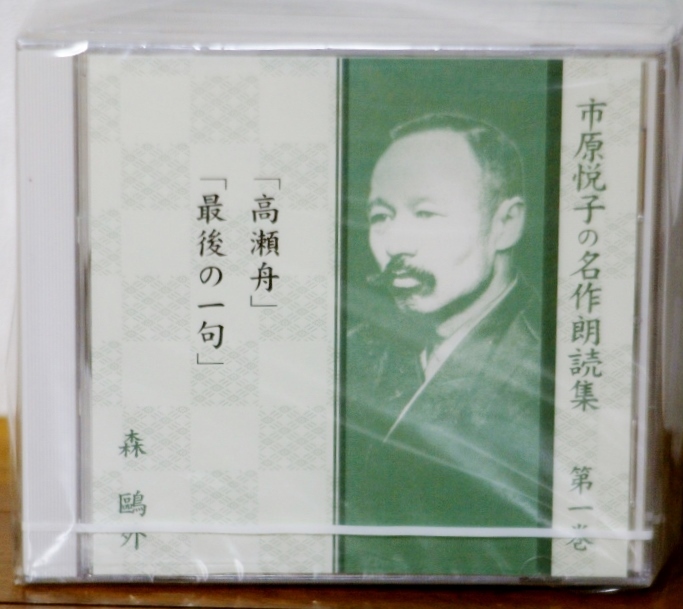 市原悦子の名作朗読集 第一巻
「高瀬舟」
「最後の一句」
森 鷗外